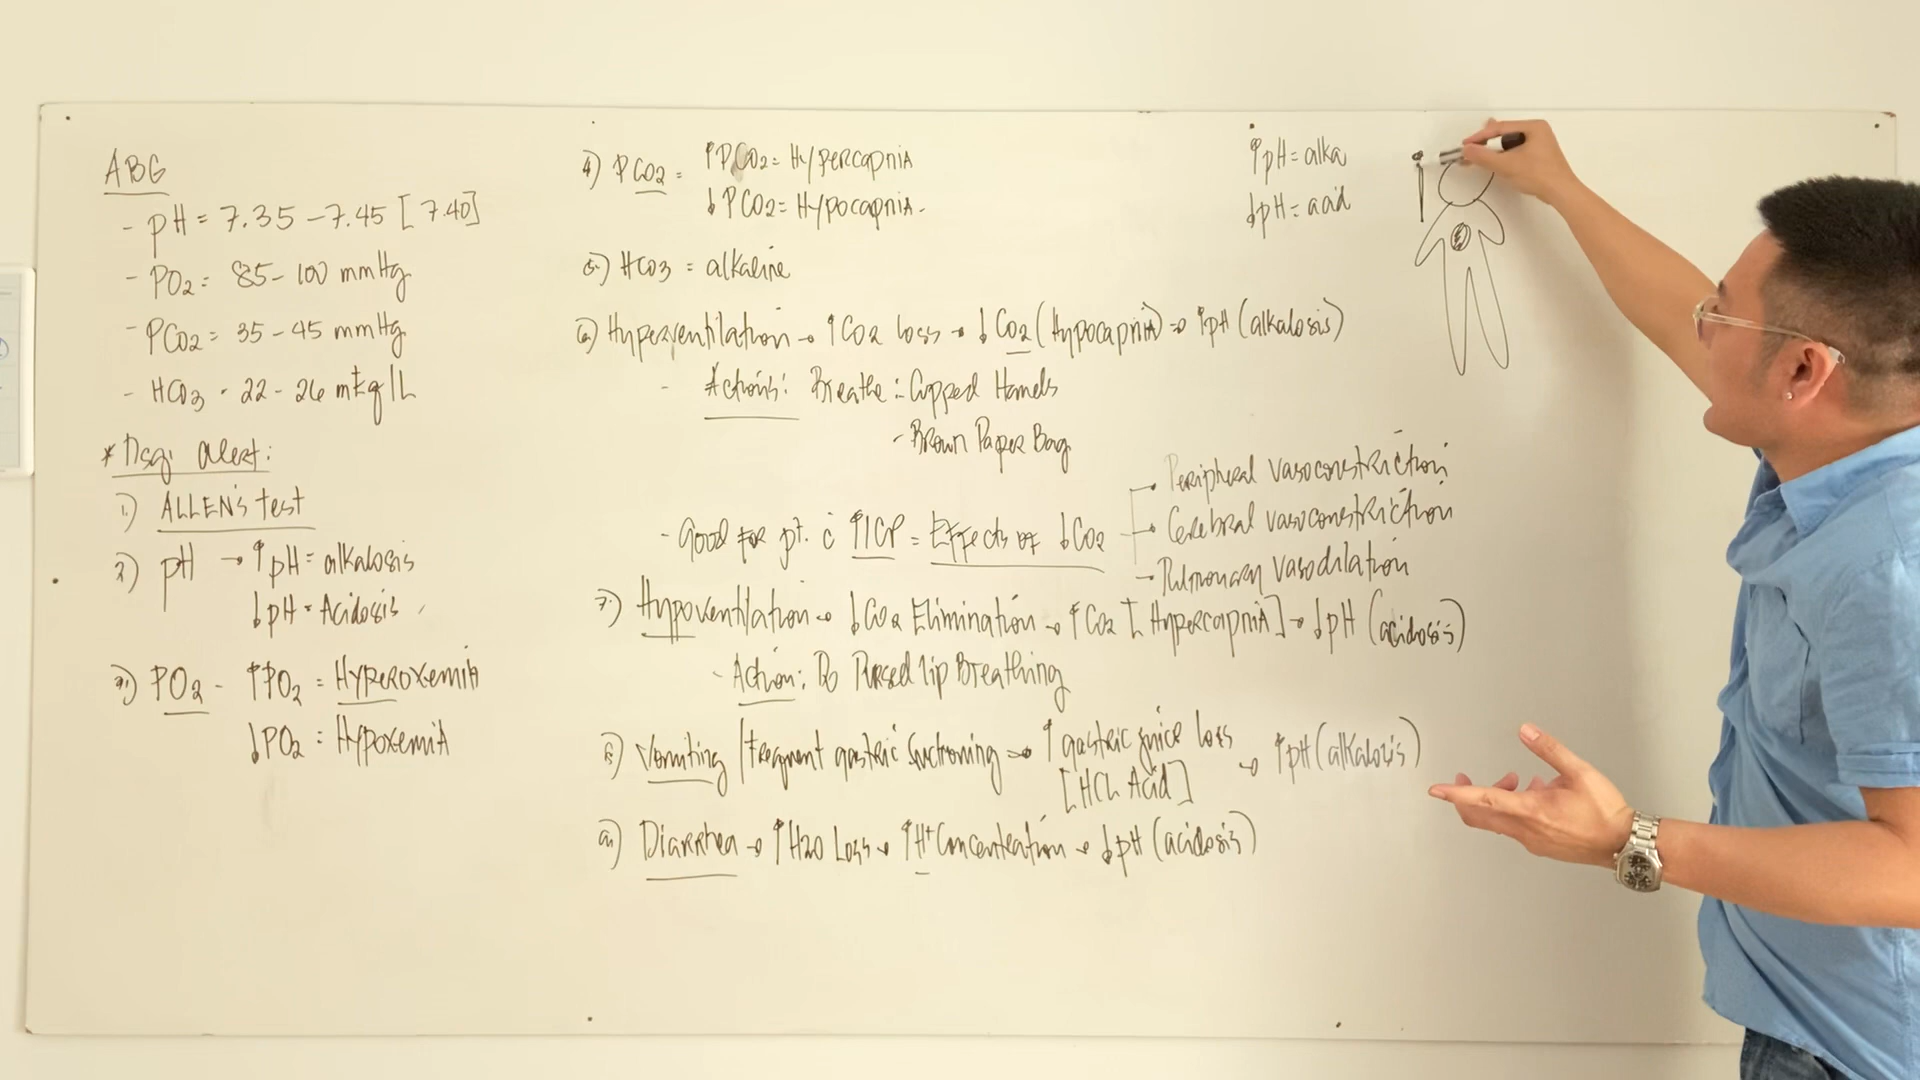 ABG
- pH = 7.35 - 7.45 [7.40]
- PO2 = 85 - 100 mmHg
- PCO2 = 35 - 45 mmHg
- HCO3 = 22 - 26 mEq/L
* Nsg. Alert:
1.) ALLEN's test
2) pH → ↑pH = alkalosis
↓pH = Acidosis
3.) PO2 - ↑PO2 = HYPEROXEMIA
↓PO2 = HYPOXEMIA
4) PCO2 = ↑PCO2 = HYPERCAPNIA
↓PCO2 = HYPOCAPNIA
5.) HCO3 = alkaline
6) Hyperventilation → ↑CO2 loss → ↓CO2 (Hypocapnia) → ↑pH (alkalosis)
- Actions: Breathe: - Cupped Hands
- Brown Paper Bag
- Good for pt. c̄ ↑ICP = Effects of ↓CO2
→ Peripheral vasoconstriction
→ Cerebral vasoconstriction
→ Pulmonary vasodilation
7.) Hypoventilation → ↓CO2 Elimination → ↑CO2 [HypercapniA] → ↓pH (acidosis)
- Action: Do Pursed lip Breathing
8) Vomiting / frequent gastric suctioning → ↑gastric juice loss → ↑pH (alkalosis)
[HCl Acid]
9.) Diarrhea → ↑H2O Loss → ↑H+ Concentration → ↓pH (acidosis)
↑pH = alka
↓pH = acid